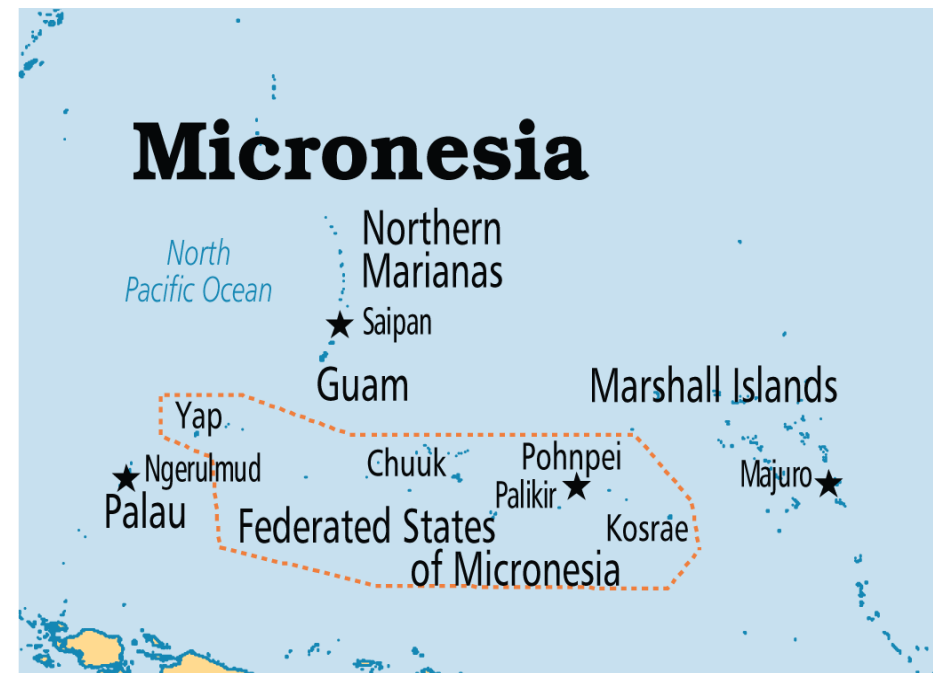 Micronesia
Northern
Marianas
North
Pacific Ocean
Saipan
Guam
Marshall Islands
Yap
Chuuk
Pohnpei
Ngerulmud
Majuro
Palikir
Palau
Federated States
of Micronesia
Kosrae